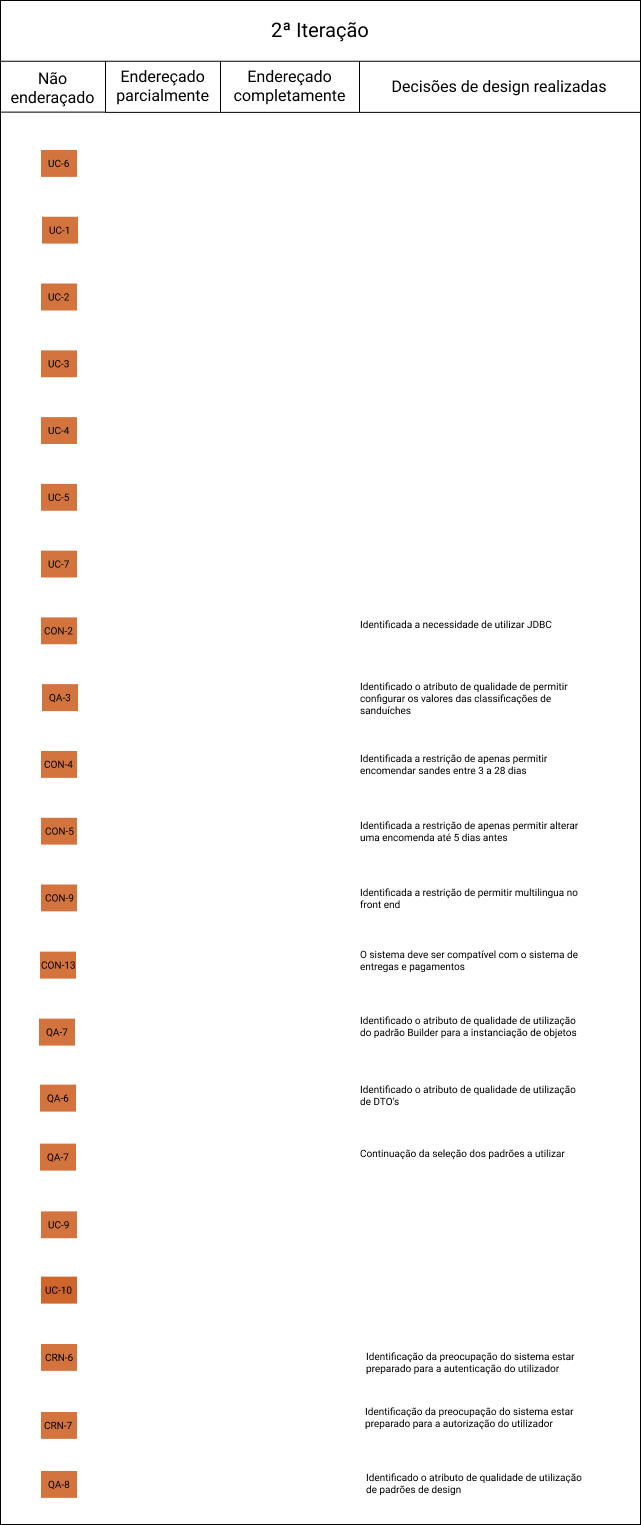 2ª Iteração
Não
enderaçado
Endereçado
parcialmente
Endereçado
completamente
Decisões de design realizadas
UC-6
UC-1
UC-2
UC-3
UC-4
UC-5
UC-7
CON-2
Identificada a necessidade de utilizar JDBC
QA-3
Identificado o atributo de qualidade de permitir
configurar os valores das classificações de
sanduíches
CON-4
Identificada a restrição de apenas permitir
encomendar sandes entre 3 a 28 dias
CON-5
Identificada a restrição de apenas permitir alterar
uma encomenda até 5 dias antes
CON-9
Identificada a restrição de permitir multilingua no
front end
CON-13
O sistema deve ser compatível com o sistema de
entregas e pagamentos
QA-7
Identificado o atributo de qualidade de utilização
do padrão Builder para a instanciação de objetos
QA-6
Identificado o atributo de qualidade de utilização
de DTO's
QA-7
Continuação da seleção dos padrões a utilizar
UC-9
UC-10
CRN-6
Identificação da preocupação do sistema estar
preparado para a autenticação do utilizador
CRN-7
Identificação da preocupação do sistema estar
preparado para a autorização do utilizador
QA-8
Identificado o atributo de qualidade de utilização
de padrões de design